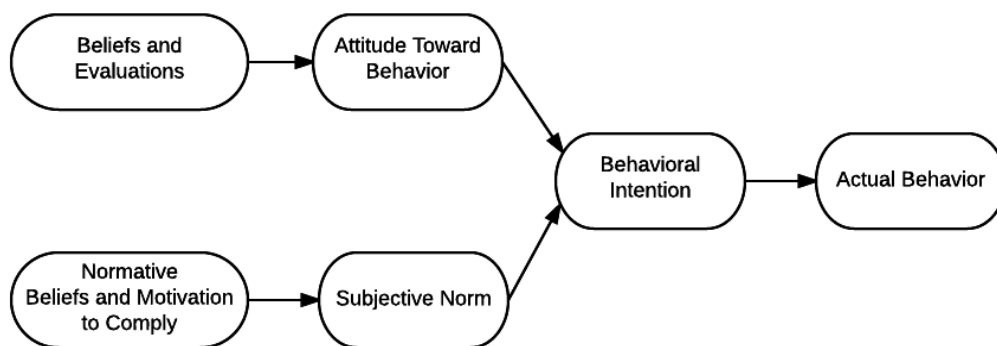 Beliefs and
Evaluations
Attitude Toward
Behavior
Behavioral
Intention
Actual Behavior
Normative
Beliefs and Motivation
to Comply
Subjective Norm